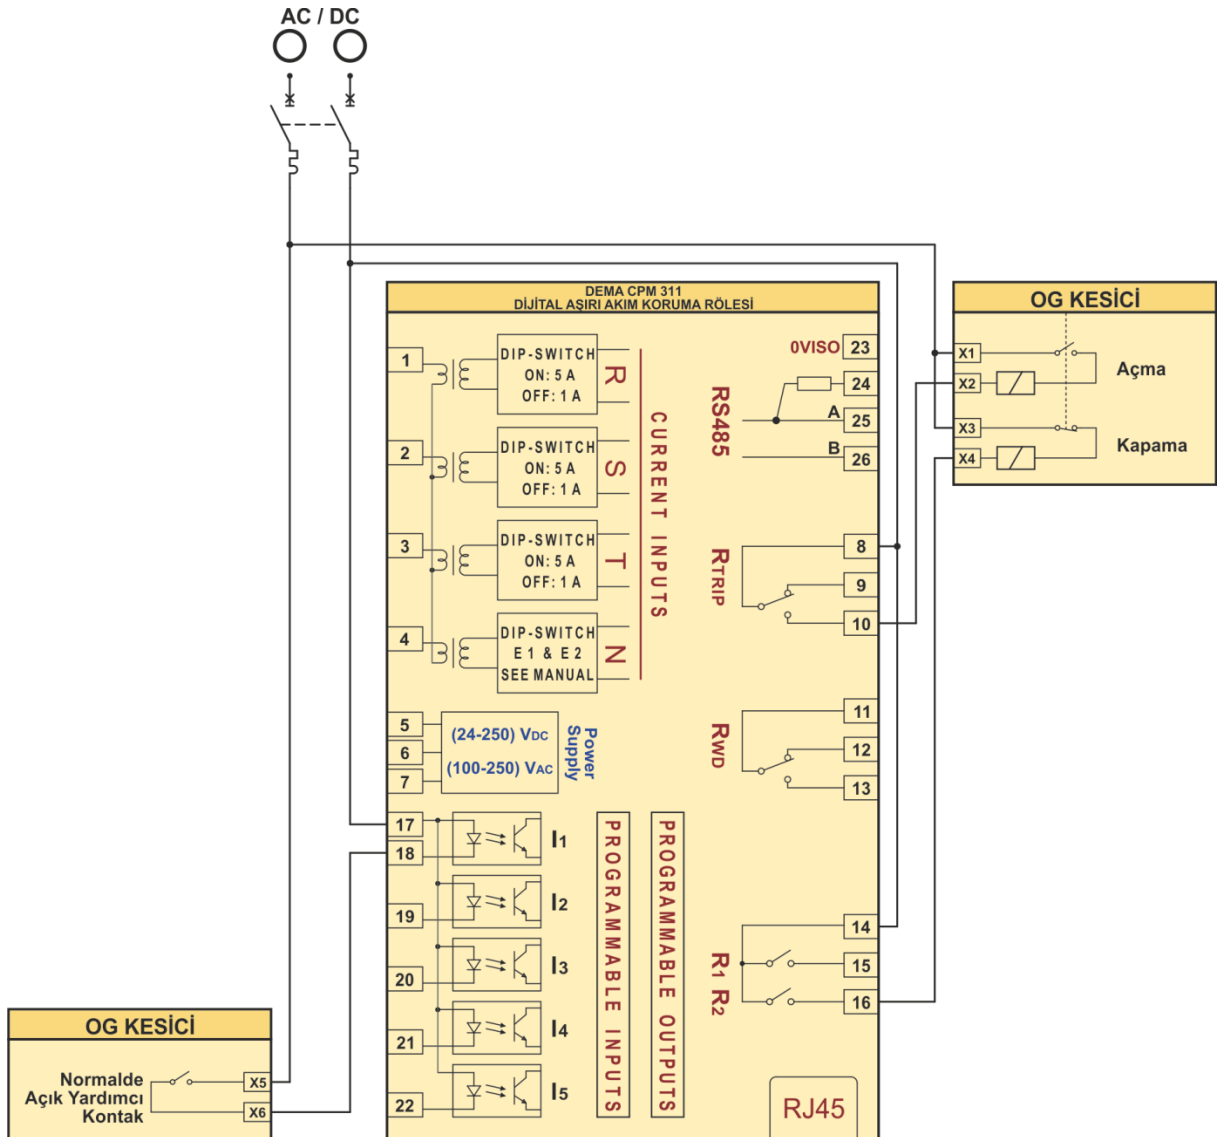 AC / DC
DEMA CPM 311
DİJİTAL AŞIRI AKIM KORUMA RÖLESİ
1
DIP-SWITCH
ON: 5 A
OFF: 1 A
R
2
DIP-SWITCH
ON: 5 A
OFF: 1 A
S
3
DIP-SWITCH
ON: 5 A
OFF: 1 A
T
4
DIP-SWITCH
E 1 & E 2
SEE MANUAL
N
CURRENT INPUTS
5
6
7
(24-250) VDC
(100-250) VAC
Power
Supply
17
18
I1
19
I2
20
I3
21
I4
22
I5
PROGRAMMABLE INPUTS
PROGRAMMABLE OUTPUTS
0VISO
23
24
A
25
B
26
RS485
8
9
10
RTRIP
11
12
13
RWD
14
15
16
R1 R2
RJ45
OG KESİCİ
X1
X2
Açma
X3
X4
Kapama
OG KESİCİ
Normalde
Açık Yardımcı
Kontak
X5
X6